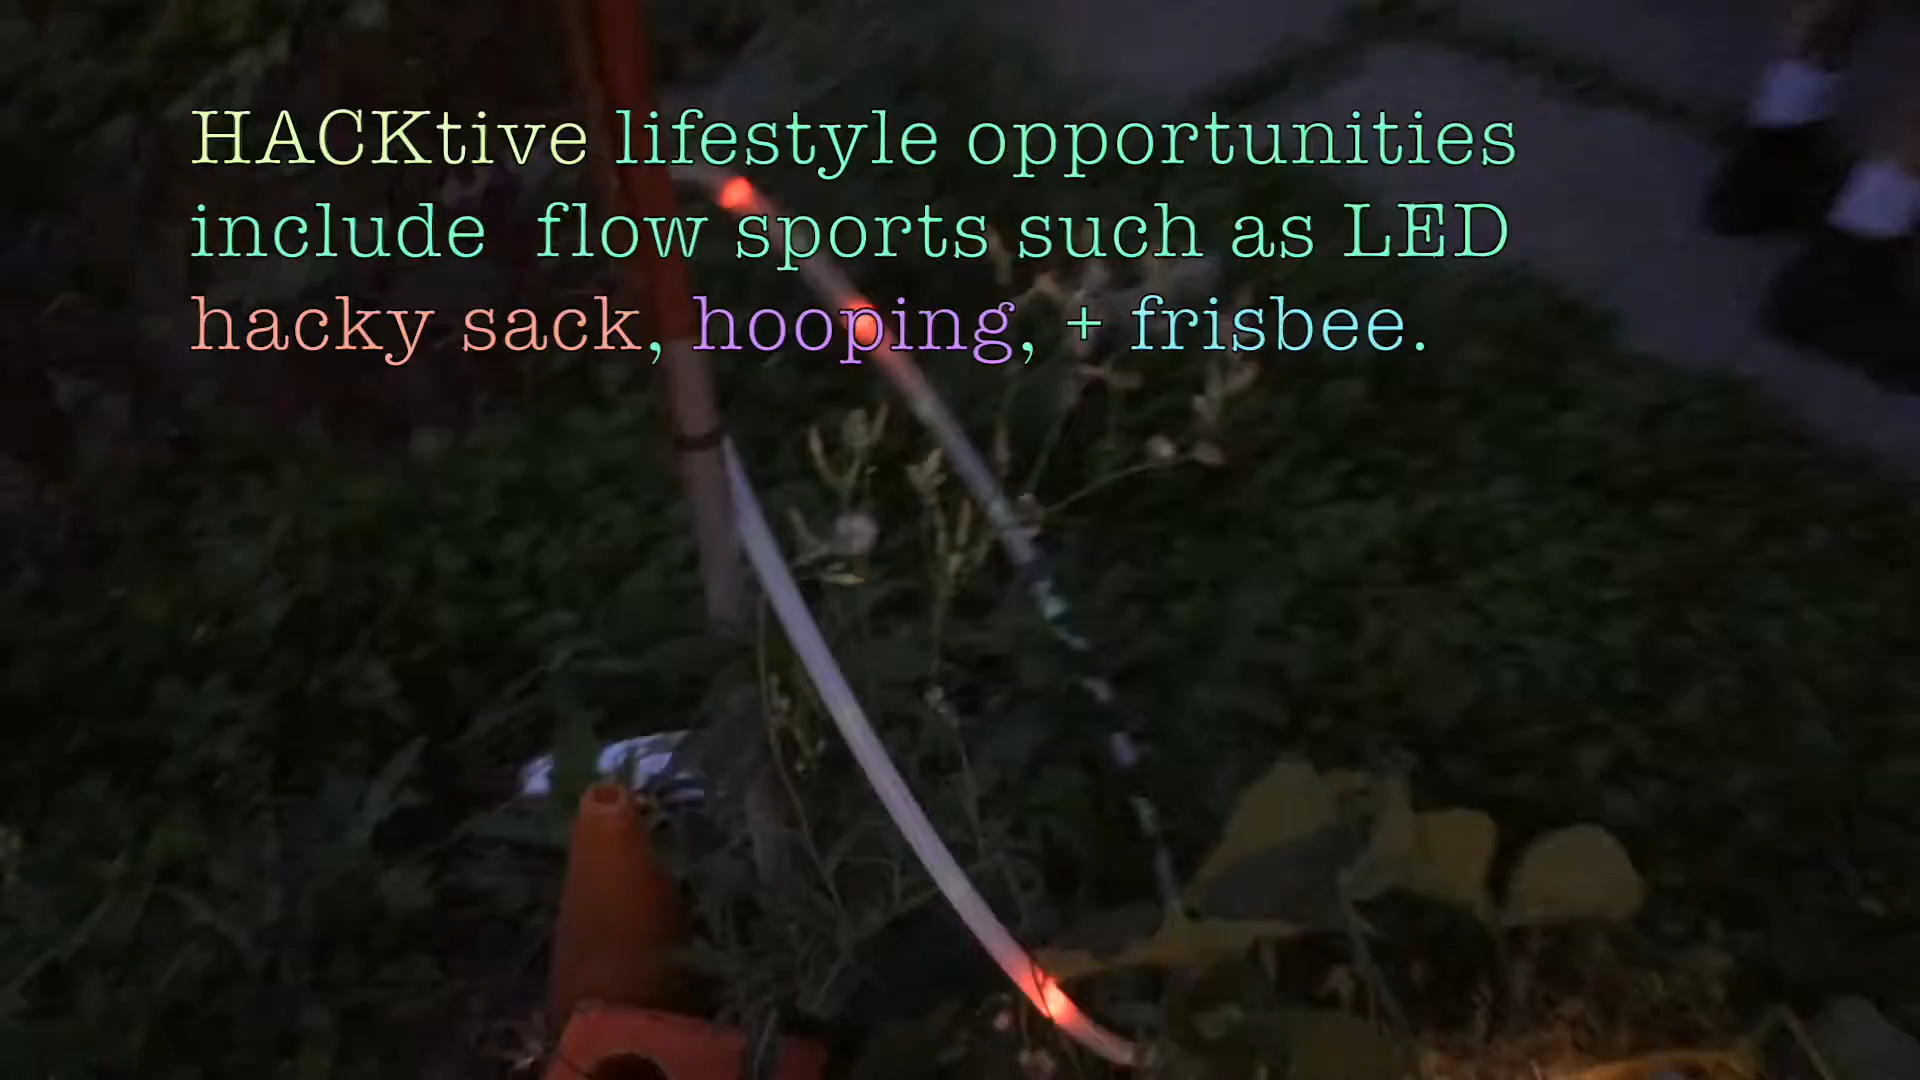 HACKtive lifestyle opportunities
include  flow sports such as LED
hacky sack, hooping, + frisbee.